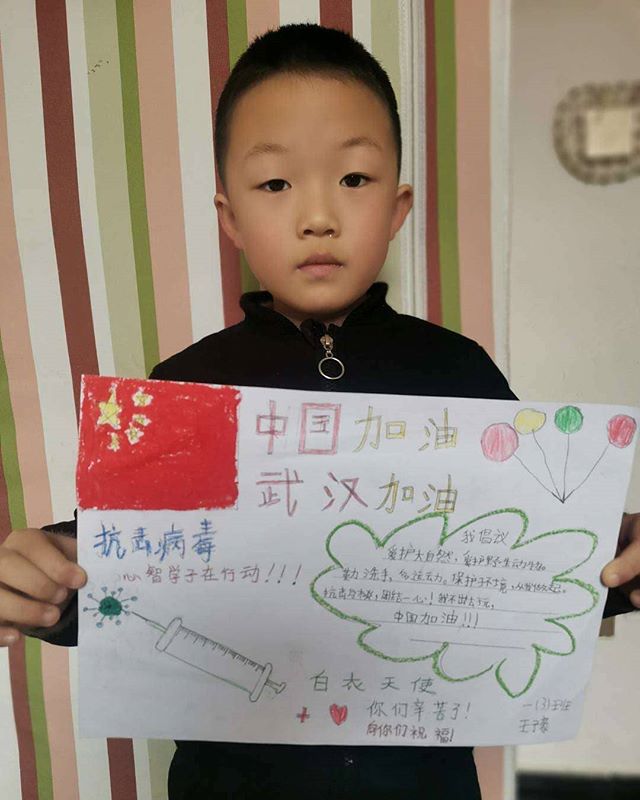 中国加油
武汉加油
抗击病毒
心智学子在行动!!!
我倡议
爱护大自然，爱护野生动物。
勤洗手，多运动。保护环境，从我做起。
抗击病毒，团结一心!我不出去玩，
中国加油!!!
白衣天使
你们辛苦了!
向你们祝福!
一(3)班
王子豪